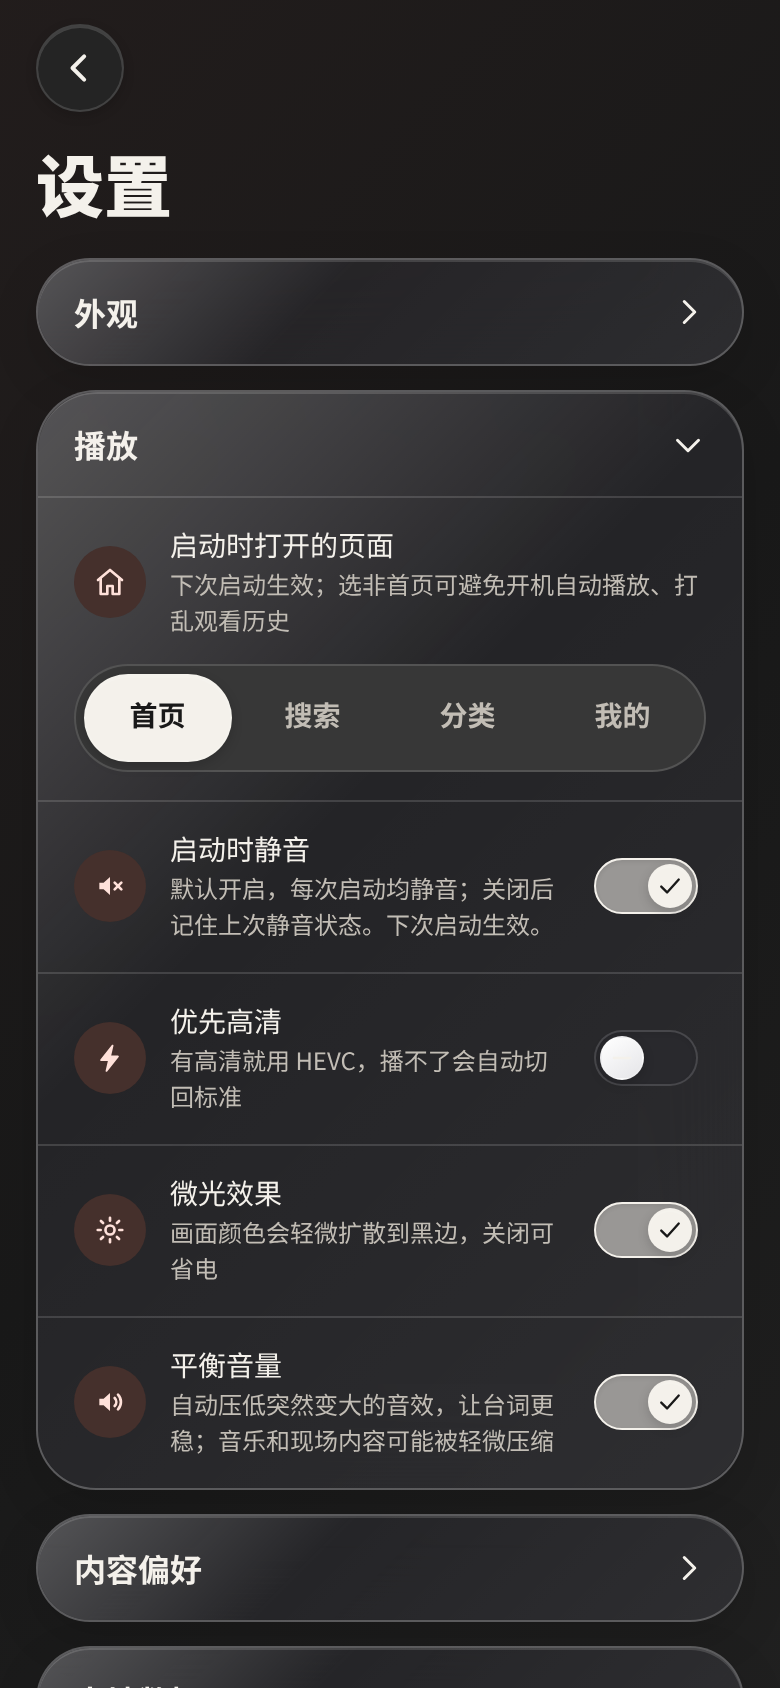 设置
外观
播放
启动时打开的页面
下次启动生效；选非首页可避免开机自动播放、打
乱观看历史
首页 搜索 分类 我的
启动时静音
默认开启，每次启动均静音；关闭后
记住上次静音状态。下次启动生效。
优先高清
有高清就用 HEVC，播不了会自动切
回标准
微光效果
画面颜色会轻微扩散到黑边，关闭可
省电
平衡音量
自动压低突然变大的音效，让台词更
稳；音乐和现场内容可能被轻微压缩
内容偏好